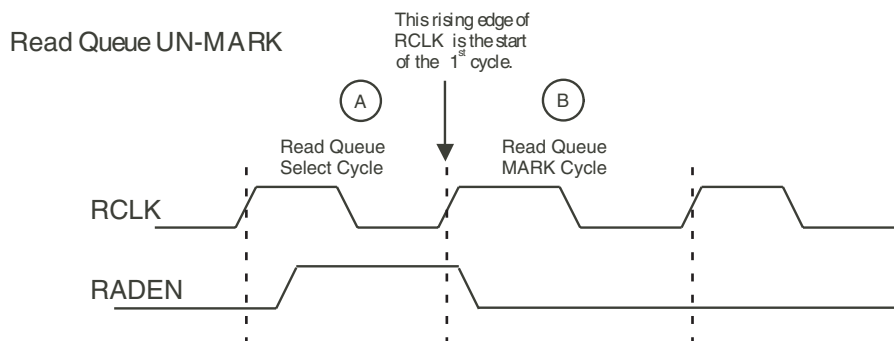 Read Queue UN-MARK
This rising edge of
RCLK is the start
of the 1st cycle.
A
B
Read Queue
Select Cycle
Read Queue
MARK Cycle
RCLK
RADEN